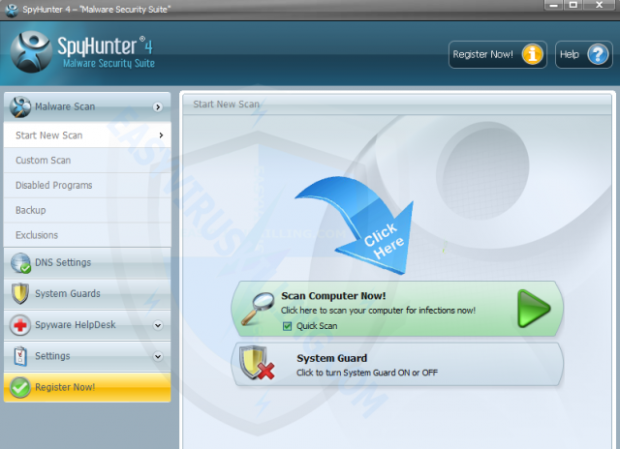 SpyHunter 4 – "Malware Security Suite"
SpyHunter® 4
Malware Security Suite
Register Now!
Help
Malware Scan
Start New Scan
Custom Scan
Disabled Programs
Backup
Exclusions
DNS Settings
System Guards
Spyware HelpDesk
Settings
Register Now!
Start New Scan
Click
Here
Scan Computer Now!
Click here to scan your computer for infections now!
Quick Scan
System Guard
Click to turn System Guard ON or OFF